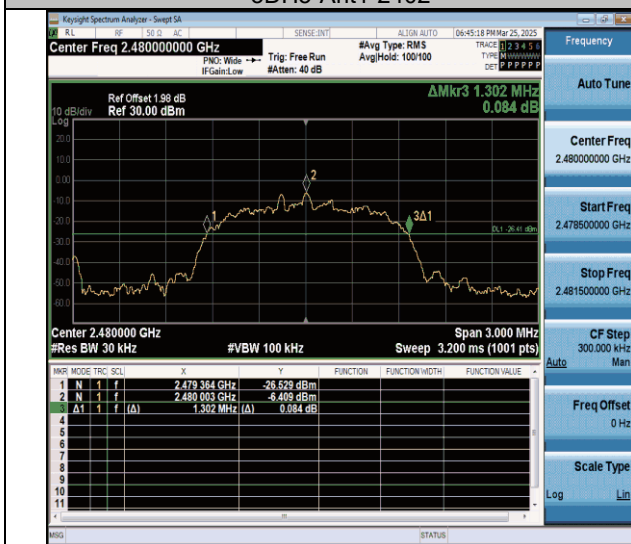 3DH5-Ant1-2402
Keysight Spectrum Analyzer - Swept SA
RL RF 50 Ω AC SENSE:INT ALIGN AUTO 06:45:18 PM Mar 25, 2025
Center Freq 2.480000000 GHz #Avg Type: RMS TRACE 1 2 3 4 5 6
PNO: Wide Trig: Free Run Avg|Hold: 100/100 TYPE M WWWWW
IFGain:Low #Atten: 40 dB DET P P P P P P
ΔMkr3 1.302 MHz
0.084 dB
Ref Offset 1.98 dB
10 dB/div Ref 30.00 dBm
Log
20.0
10.0
0.00
-10.0
-20.0
-30.0
-40.0
-50.0
-60.0
1
2
3Δ1
DL1 -26.41 dBm
Center 2.480000 GHz Span 3.000 MHz
#Res BW 30 kHz #VBW 100 kHz Sweep 3.200 ms (1001 pts)
MKR MODE TRC SCL X Y FUNCTION FUNCTION WIDTH FUNCTION VALUE
1 N 1 f 2.479 364 GHz -26.529 dBm
2 N 1 f 2.480 003 GHz -6.409 dBm
3 Δ1 1 f (Δ) 1.302 MHz (Δ) 0.084 dB
4
5
6
7
8
9
10
11
MSG STATUS
Frequency
Auto Tune
Center Freq
2.480000000 GHz
Start Freq
2.478500000 GHz
Stop Freq
2.481500000 GHz
CF Step
300.000 kHz
Auto Man
Freq Offset
0 Hz
Scale Type
Log Lin